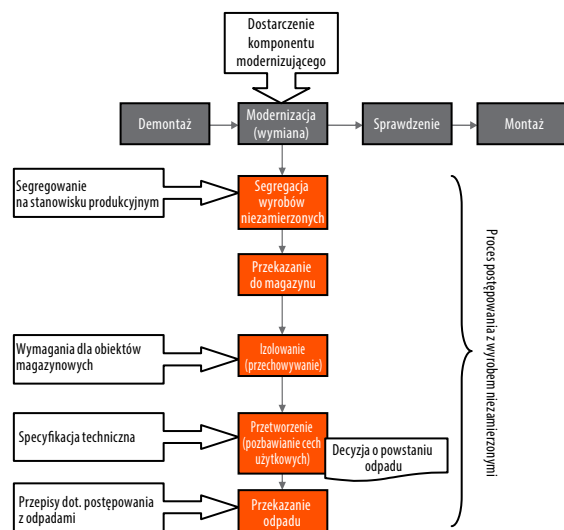 Dostarczenie
komponentu
modernizującego
Demontaż
Modernizacja
(wymiana)
Sprawdzenie
Montaż
Segregowanie
na stanowisku produkcyjnym
Segregacja
wyrobów
niezamierzonych
Przekazanie
do magazynu
Wymagania dla obiektów
magazynowych
Izolowanie
(przechowywanie)
Specyfikacja techniczna
Przetworzenie
(pozbawianie cech
użytkowych)
Decyzja o powstaniu
odpadu
Przepisy dot. postępowania
z odpadami
Przekazanie
odpadu
Proces postępowania z wyrobem niezamierzonymi